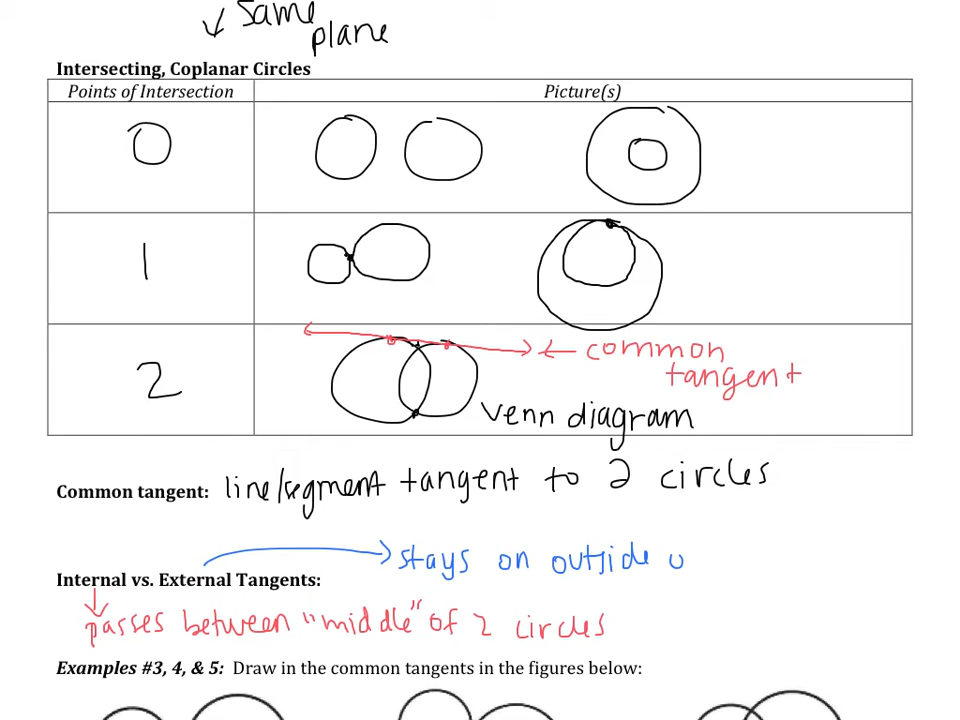 ↓ same
plane
Intersecting, Coplanar Circles
Points of Intersection Picture(s)
0
1
2
← common
tangent
Venn diagram
Common tangent: line/segment tangent to 2 circles
stays on outside o
Internal vs. External Tangents:
passes between "middle" of 2 circles
Examples #3, 4, & 5: Draw in the common tangents in the figures below: